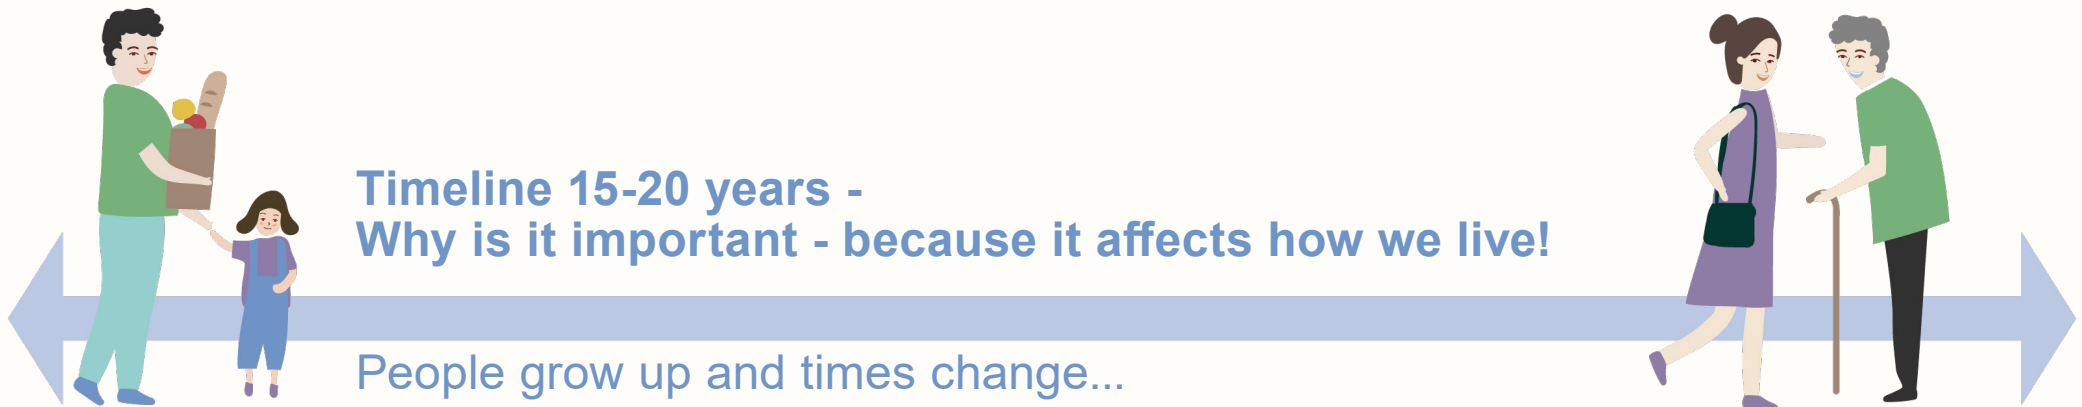 Timeline 15-20 years -
Why is it important - because it affects how we live!
People grow up and times change...